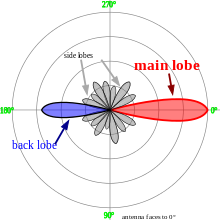 270°
side lobes
main lobe
180°
0°
back lobe
90°
antenna faces to 0°